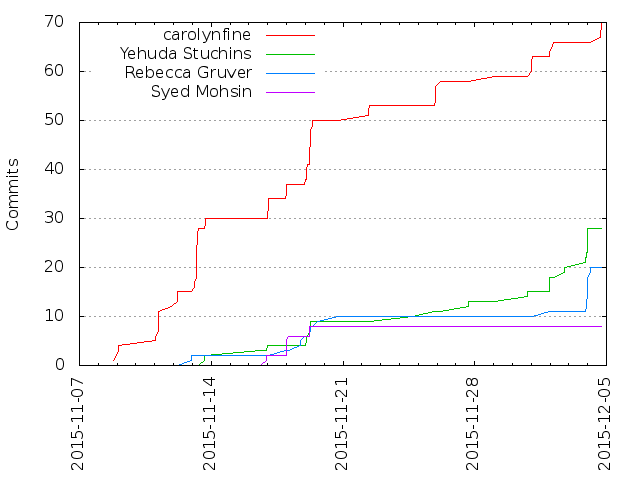 carolynfine
Yehuda Stuchins
Rebecca Gruver
Syed Mohsin
Commits
70
60
50
40
30
20
10
0
2015-11-07
2015-11-14
2015-11-21
2015-11-28
2015-12-05